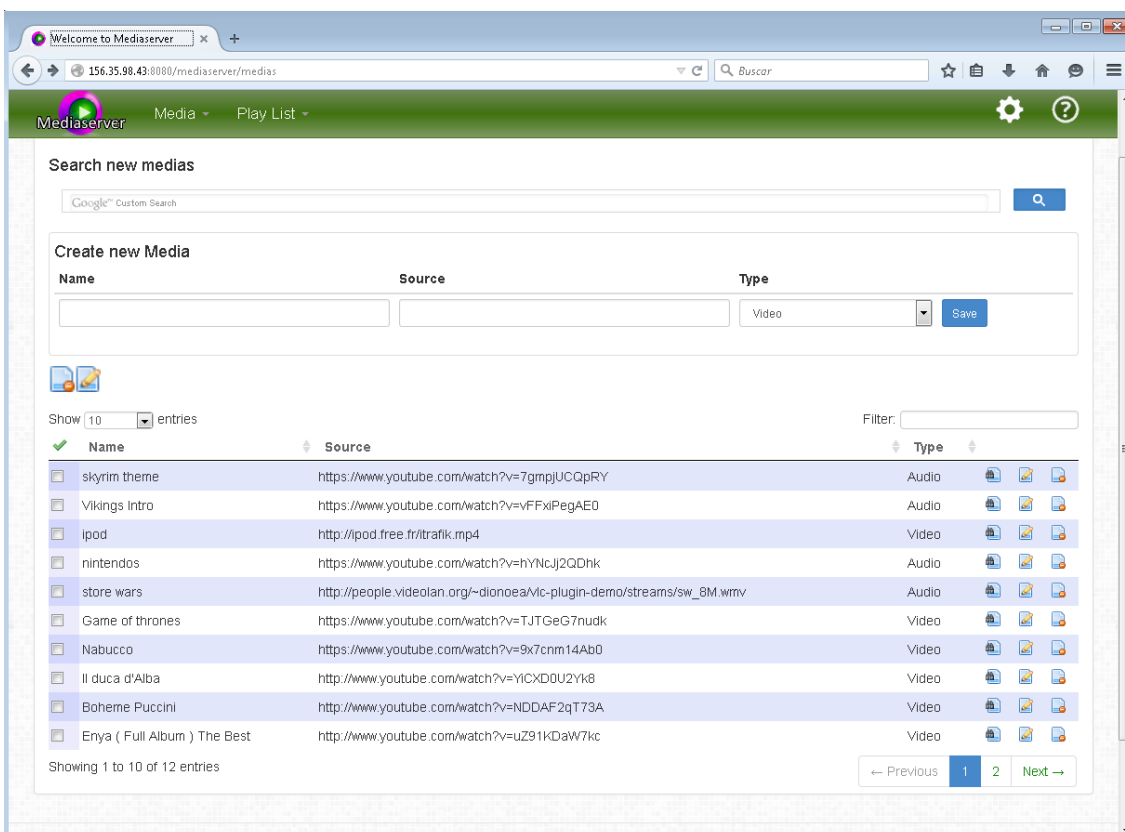 Welcome to Mediaserver
156.35.98.43:8080/mediaserver/medias
Buscar
Mediaserver
Media
Play List
Search new medias
Google™ Custom Search
Create new Media
Name Source Type
Video Save
Show 10 entries Filter:
Name Source Type
skyrim theme https://www.youtube.com/watch?v=7gmpjUCQpRY Audio
Vikings Intro https://www.youtube.com/watch?v=vFFxiPegAE0 Audio
ipod http://ipod.free.fr/itrafik.mp4 Video
nintendos https://www.youtube.com/watch?v=hYNcJj2QDhk Audio
store wars http://people.videolan.org/~dionoea/vlc-plugin-demo/streams/sw_8M.wmv Audio
Game of thrones https://www.youtube.com/watch?v=TJTGeG7nudk Video
Nabucco https://www.youtube.com/watch?v=9x7cnm14Ab0 Video
Il duca d'Alba http://www.youtube.com/watch?v=YiCXD0U2Yk8 Video
Boheme Puccini http://www.youtube.com/watch?v=NDDAF2qT73A Video
Enya ( Full Album ) The Best http://www.youtube.com/watch?v=uZ91KDaW7kc Video
Showing 1 to 10 of 12 entries ← Previous 1 2 Next →